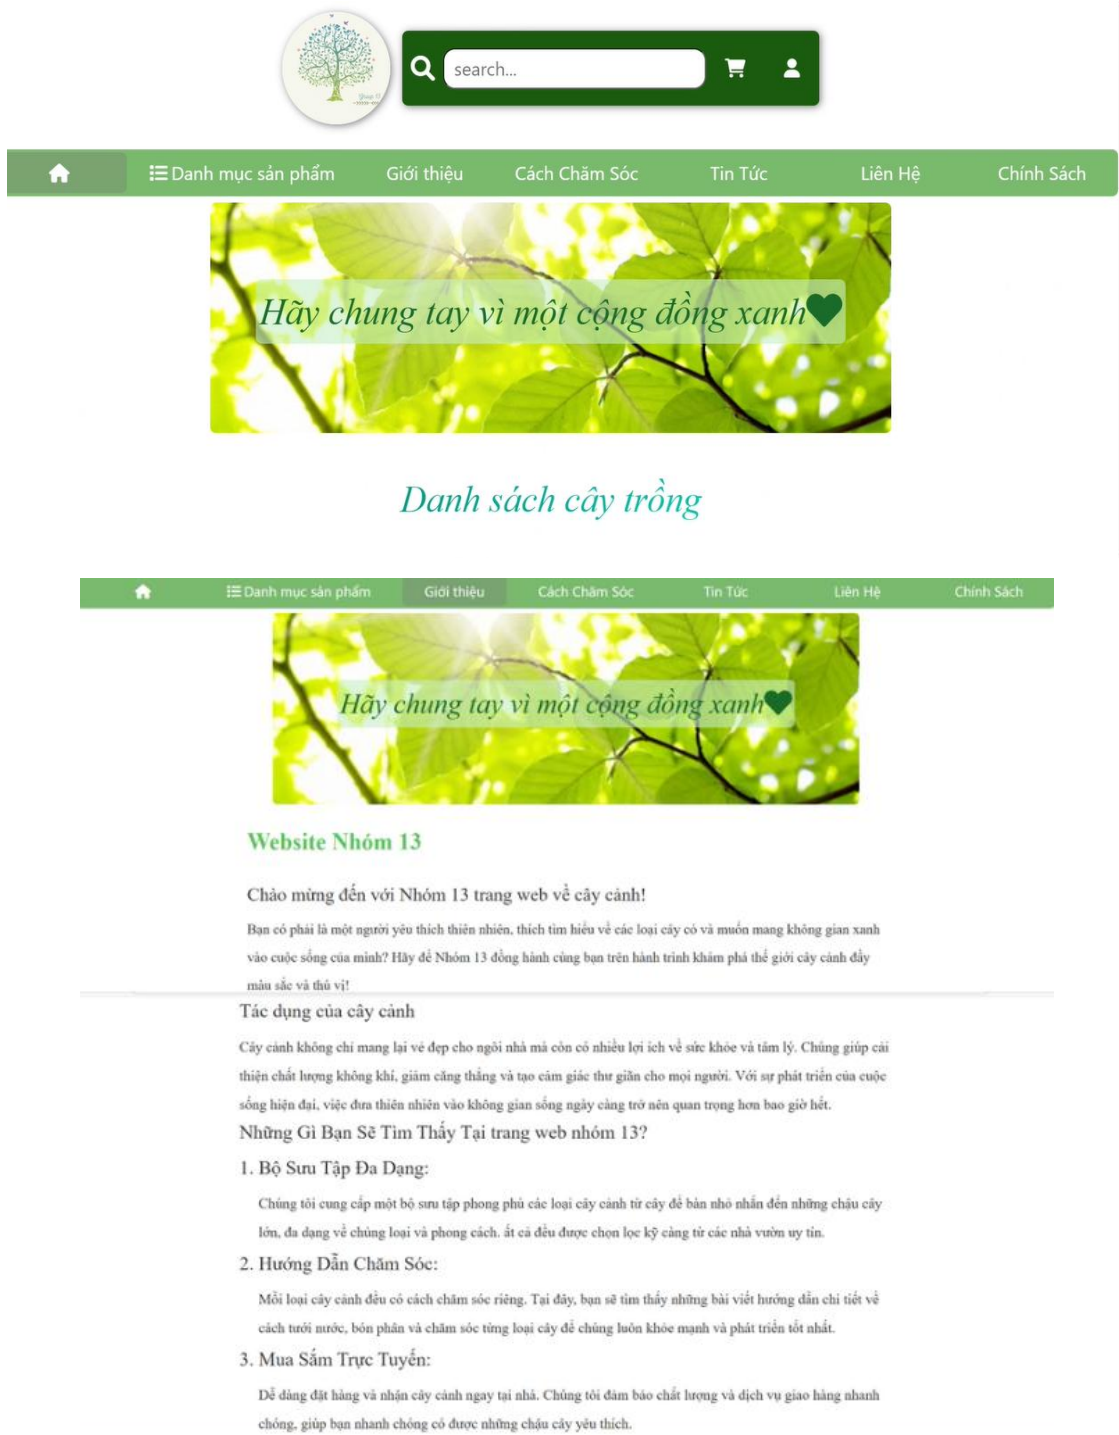 search...
Danh mục sản phẩm Giới thiệu Cách Chăm Sóc Tin Tức Liên Hệ Chính Sách
Hãy chung tay vì một cộng đồng xanh
Danh sách cây trồng
Danh mục sản phẩm Giới thiệu Cách Chăm Sóc Tin Tức Liên Hệ Chính Sách
Hãy chung tay vì một cộng đồng xanh
Website Nhóm 13
Chào mừng đến với Nhóm 13 trang web về cây cảnh!
Bạn có phải là một người yêu thích thiên nhiên, thích tìm hiểu về các loại cây cỏ và muốn mang không gian xanh
vào cuộc sống của mình? Hãy để Nhóm 13 đồng hành cùng bạn trên hành trình khám phá thế giới cây cảnh đầy
màu sắc và thú vị!
Tác dụng của cây cảnh
Cây cảnh không chỉ mang lại vẻ đẹp cho ngôi nhà mà còn có nhiều lợi ích về sức khỏe và tâm lý. Chúng giúp cải
thiện chất lượng không khí, giảm căng thẳng và tạo cảm giác thư giãn cho mọi người. Với sự phát triển của cuộc
sống hiện đại, việc đưa thiên nhiên vào không gian sống ngày càng trở nên quan trọng hơn bao giờ hết.
Những Gì Bạn Sẽ Tìm Thấy Tại trang web nhóm 13?
1. Bộ Sưu Tập Đa Dạng:
Chúng tôi cung cấp một bộ sưu tập phong phú các loại cây cảnh từ cây để bàn nhỏ nhắn đến những chậu cây
lớn, đa dạng về chủng loại và phong cách. ất cả đều được chọn lọc kỹ càng từ các nhà vườn uy tín.
2. Hướng Dẫn Chăm Sóc:
Mỗi loại cây cảnh đều có cách chăm sóc riêng. Tại đây, bạn sẽ tìm thấy những bài viết hướng dẫn chi tiết về
cách tưới nước, bón phân và chăm sóc từng loại cây để chúng luôn khỏe mạnh và phát triển tốt nhất.
3. Mua Sắm Trực Tuyến:
Dễ dàng đặt hàng và nhận cây cảnh ngay tại nhà. Chúng tôi đảm bảo chất lượng và dịch vụ giao hàng nhanh
chóng, giúp bạn nhanh chóng có được những chậu cây yêu thích.